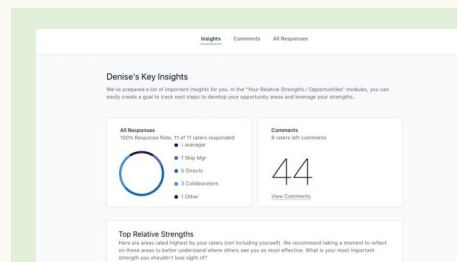 Insights Comments All Responses
Denise's Key Insights
We've prepared a list of important insights for you. In the "Your Relative Strengths / Opportunities" modules, you can
easily create a goal to track next steps to develop your opportunity areas and leverage your strengths.
All Responses
100% Response Rate, 11 of 11 raters responded
1 Manager
1 Skip Mgr
5 Directs
3 Collaborators
1 Other
Comments
8 raters left comments
44
View Comments
Top Relative Strengths
Here are areas rated highest by your raters (not including yourself). We recommend taking a moment to reflect
on these areas to better understand where others see you as most effective. What is your most important
strength you shouldn't lose sight of?